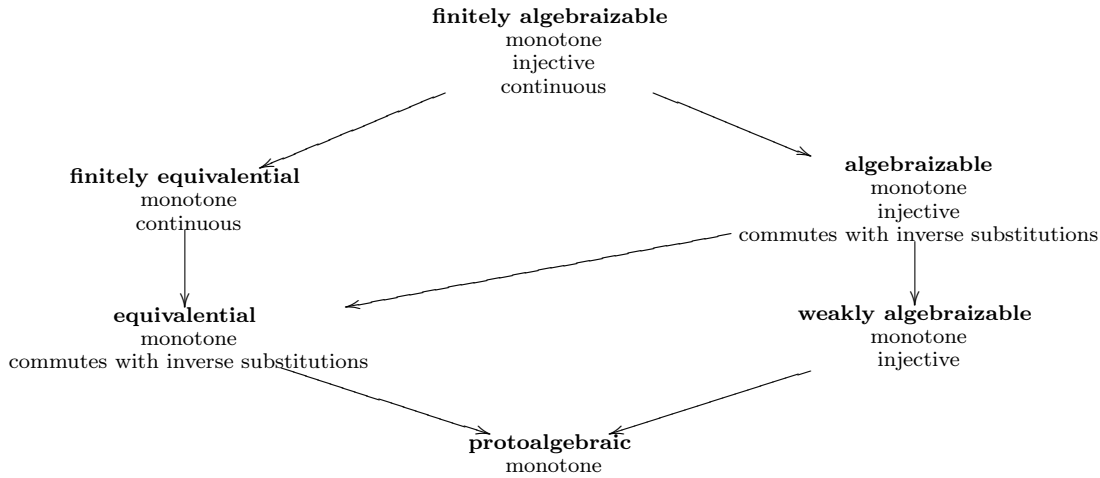 finitely algebraizable
monotone
injective
continuous
finitely equivalential
monotone
continuous
algebraizable
monotone
injective
commutes with inverse substitutions
equivalential
monotone
commutes with inverse substitutions
weakly algebraizable
monotone
injective
protoalgebraic
monotone